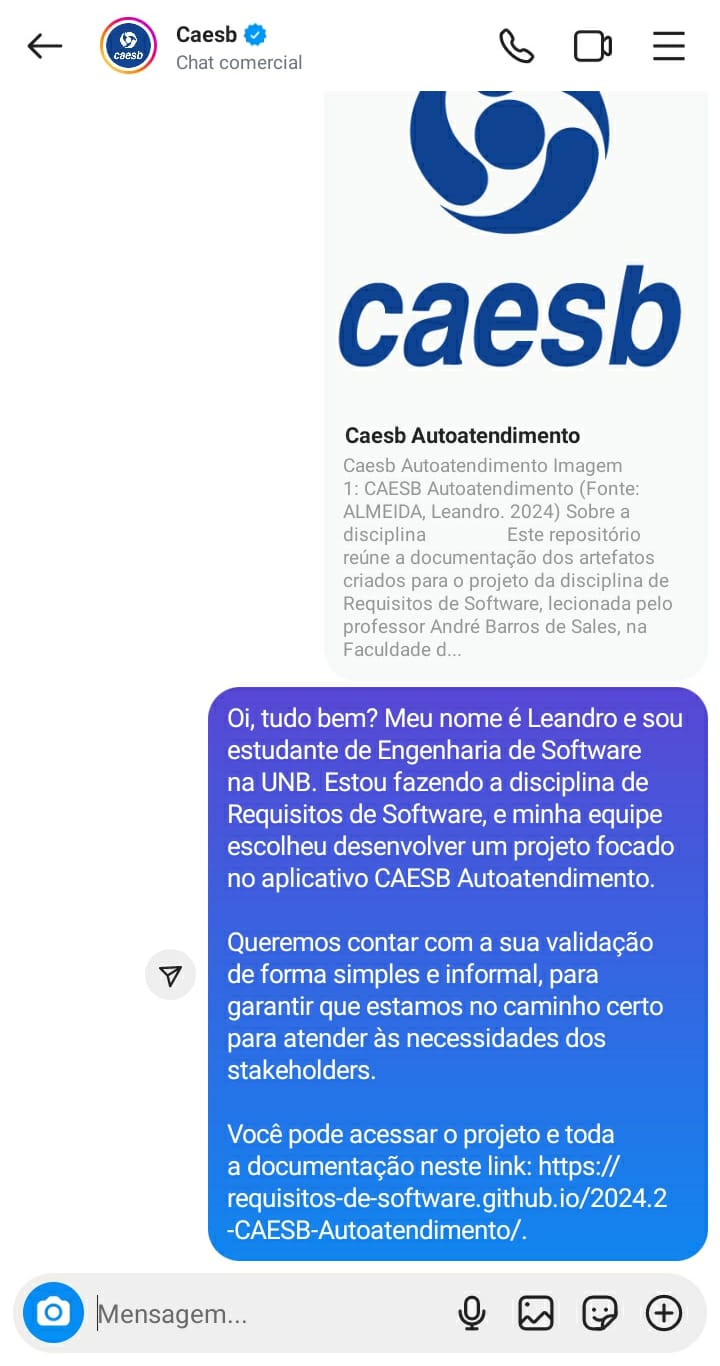 Caesb
caesb
Chat comercial
caesb
Caesb Autoatendimento
Caesb Autoatendimento Imagem
1: CAESB Autoatendimento (Fonte:
ALMEIDA, Leandro. 2024) Sobre a
disciplina Este repositório
reúne a documentação dos artefatos
criados para o projeto da disciplina de
Requisitos de Software, lecionada pelo
professor André Barros de Sales, na
Faculdade d...
Oi, tudo bem? Meu nome é Leandro e sou
estudante de Engenharia de Software
na UNB. Estou fazendo a disciplina de
Requisitos de Software, e minha equipe
escolheu desenvolver um projeto focado
no aplicativo CAESB Autoatendimento.
Queremos contar com a sua validação
de forma simples e informal, para
garantir que estamos no caminho certo
para atender às necessidades dos
stakeholders.
Você pode acessar o projeto e toda
a documentação neste link: https://
requisitos-de-software.github.io/2024.2
-CAESB-Autoatendimento/.
Mensagem...